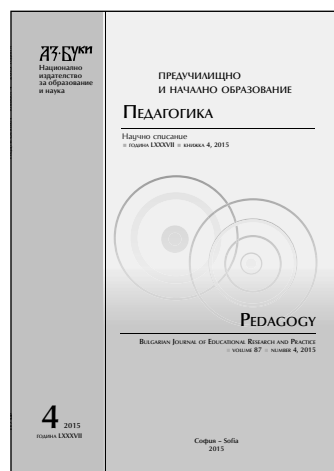 АЗ·БУКИ
Национално
издателство
за образование
и наука
ПРЕДУЧИЛИЩНО
И НАЧАЛНО ОБРАЗОВАНИЕ
ПЕДАГОГИКА
Научно списание
ГОДИНА LXXXVII КНИЖКА 4, 2015
PEDAGOGY
BULGARIAN JOURNAL OF EDUCATIONAL RESEARCH AND PRACTICE
VOLUME 87 NUMBER 4, 2015
4 2015
ГОДИНА LXXXVII
София – Sofia
2015